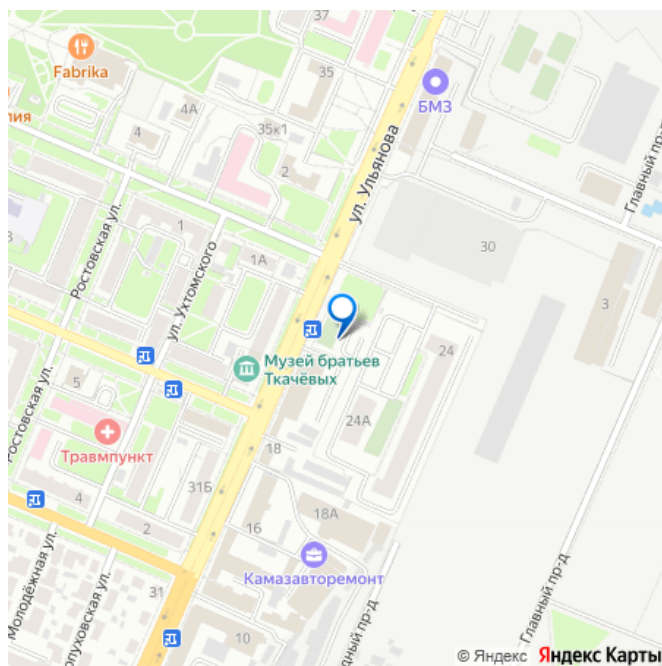 37
Fabrika
35
БМЗ
лия
4А
4
35к1
2
ул. Ульянова
Главный пр-д
1
30
3
Ростовская ул.
ул. Ухтомского
1А
3
24
Музей братьев
Ткачёвых
5
24А
Ростовская ул.
Травмпункт
18
31Б
4
2
16
18А
Камазавторемонт
Молодёжная ул.
31
10
Главный пр-д
© Яндекс Яндекс Карты